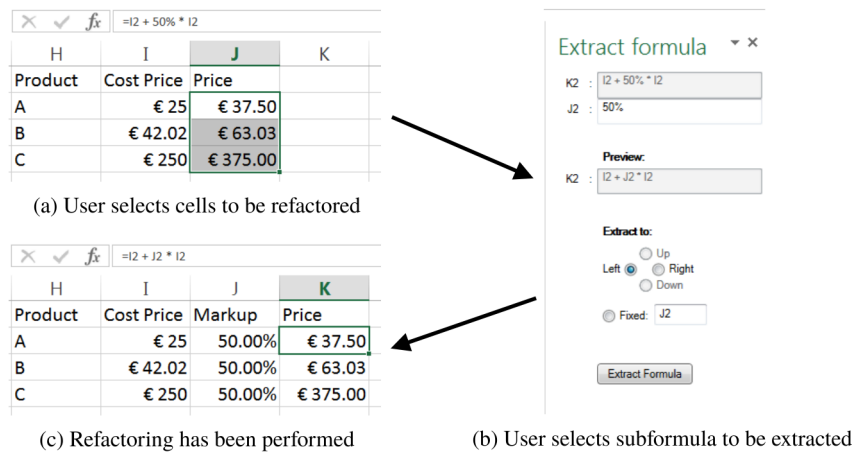 fx =I2 + 50% * I2
H I J K
Product Cost Price Price
A € 25 € 37.50
B € 42.02 € 63.03
C € 250 € 375.00
(a) User selects cells to be refactored
Extract formula
K2 : I2 + 50% * I2
J2 : 50%
Preview:
K2 : I2 + J2 * I2
Extract to:
Up
Left Right
Down
Fixed: J2
Extract Formula
(b) User selects subformula to be extracted
fx =I2 + J2 * I2
H I J K
Product Cost Price Markup Price
A € 25 50.00% € 37.50
B € 42.02 50.00% € 63.03
C € 250 50.00% € 375.00
(c) Refactoring has been performed